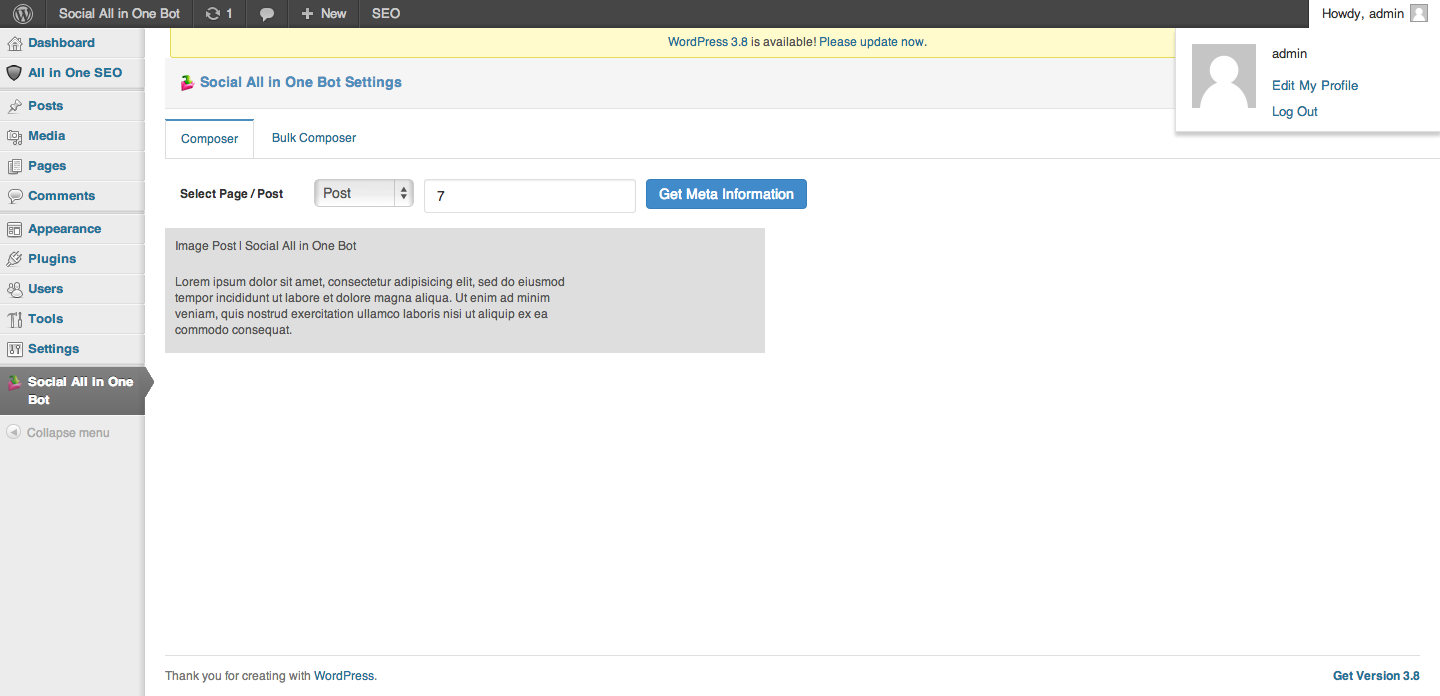 Social All in One Bot 1 New SEO Howdy, admin
WordPress 3.8 is available! Please update now.
admin
Edit My Profile
Log Out
Dashboard
All in One SEO
Posts
Media
Pages
Comments
Appearance
Plugins
Users
Tools
Settings
Social All in One
Bot
Collapse menu
Social All in One Bot Settings
Composer Bulk Composer
Select Page / Post Post 7 Get Meta Information
Image Post | Social All in One Bot
Lorem ipsum dolor sit amet, consectetur adipisicing elit, sed do eiusmod
tempor incididunt ut labore et dolore magna aliqua. Ut enim ad minim
veniam, quis nostrud exercitation ullamco laboris nisi ut aliquip ex ea
commodo consequat.
Thank you for creating with WordPress. Get Version 3.8